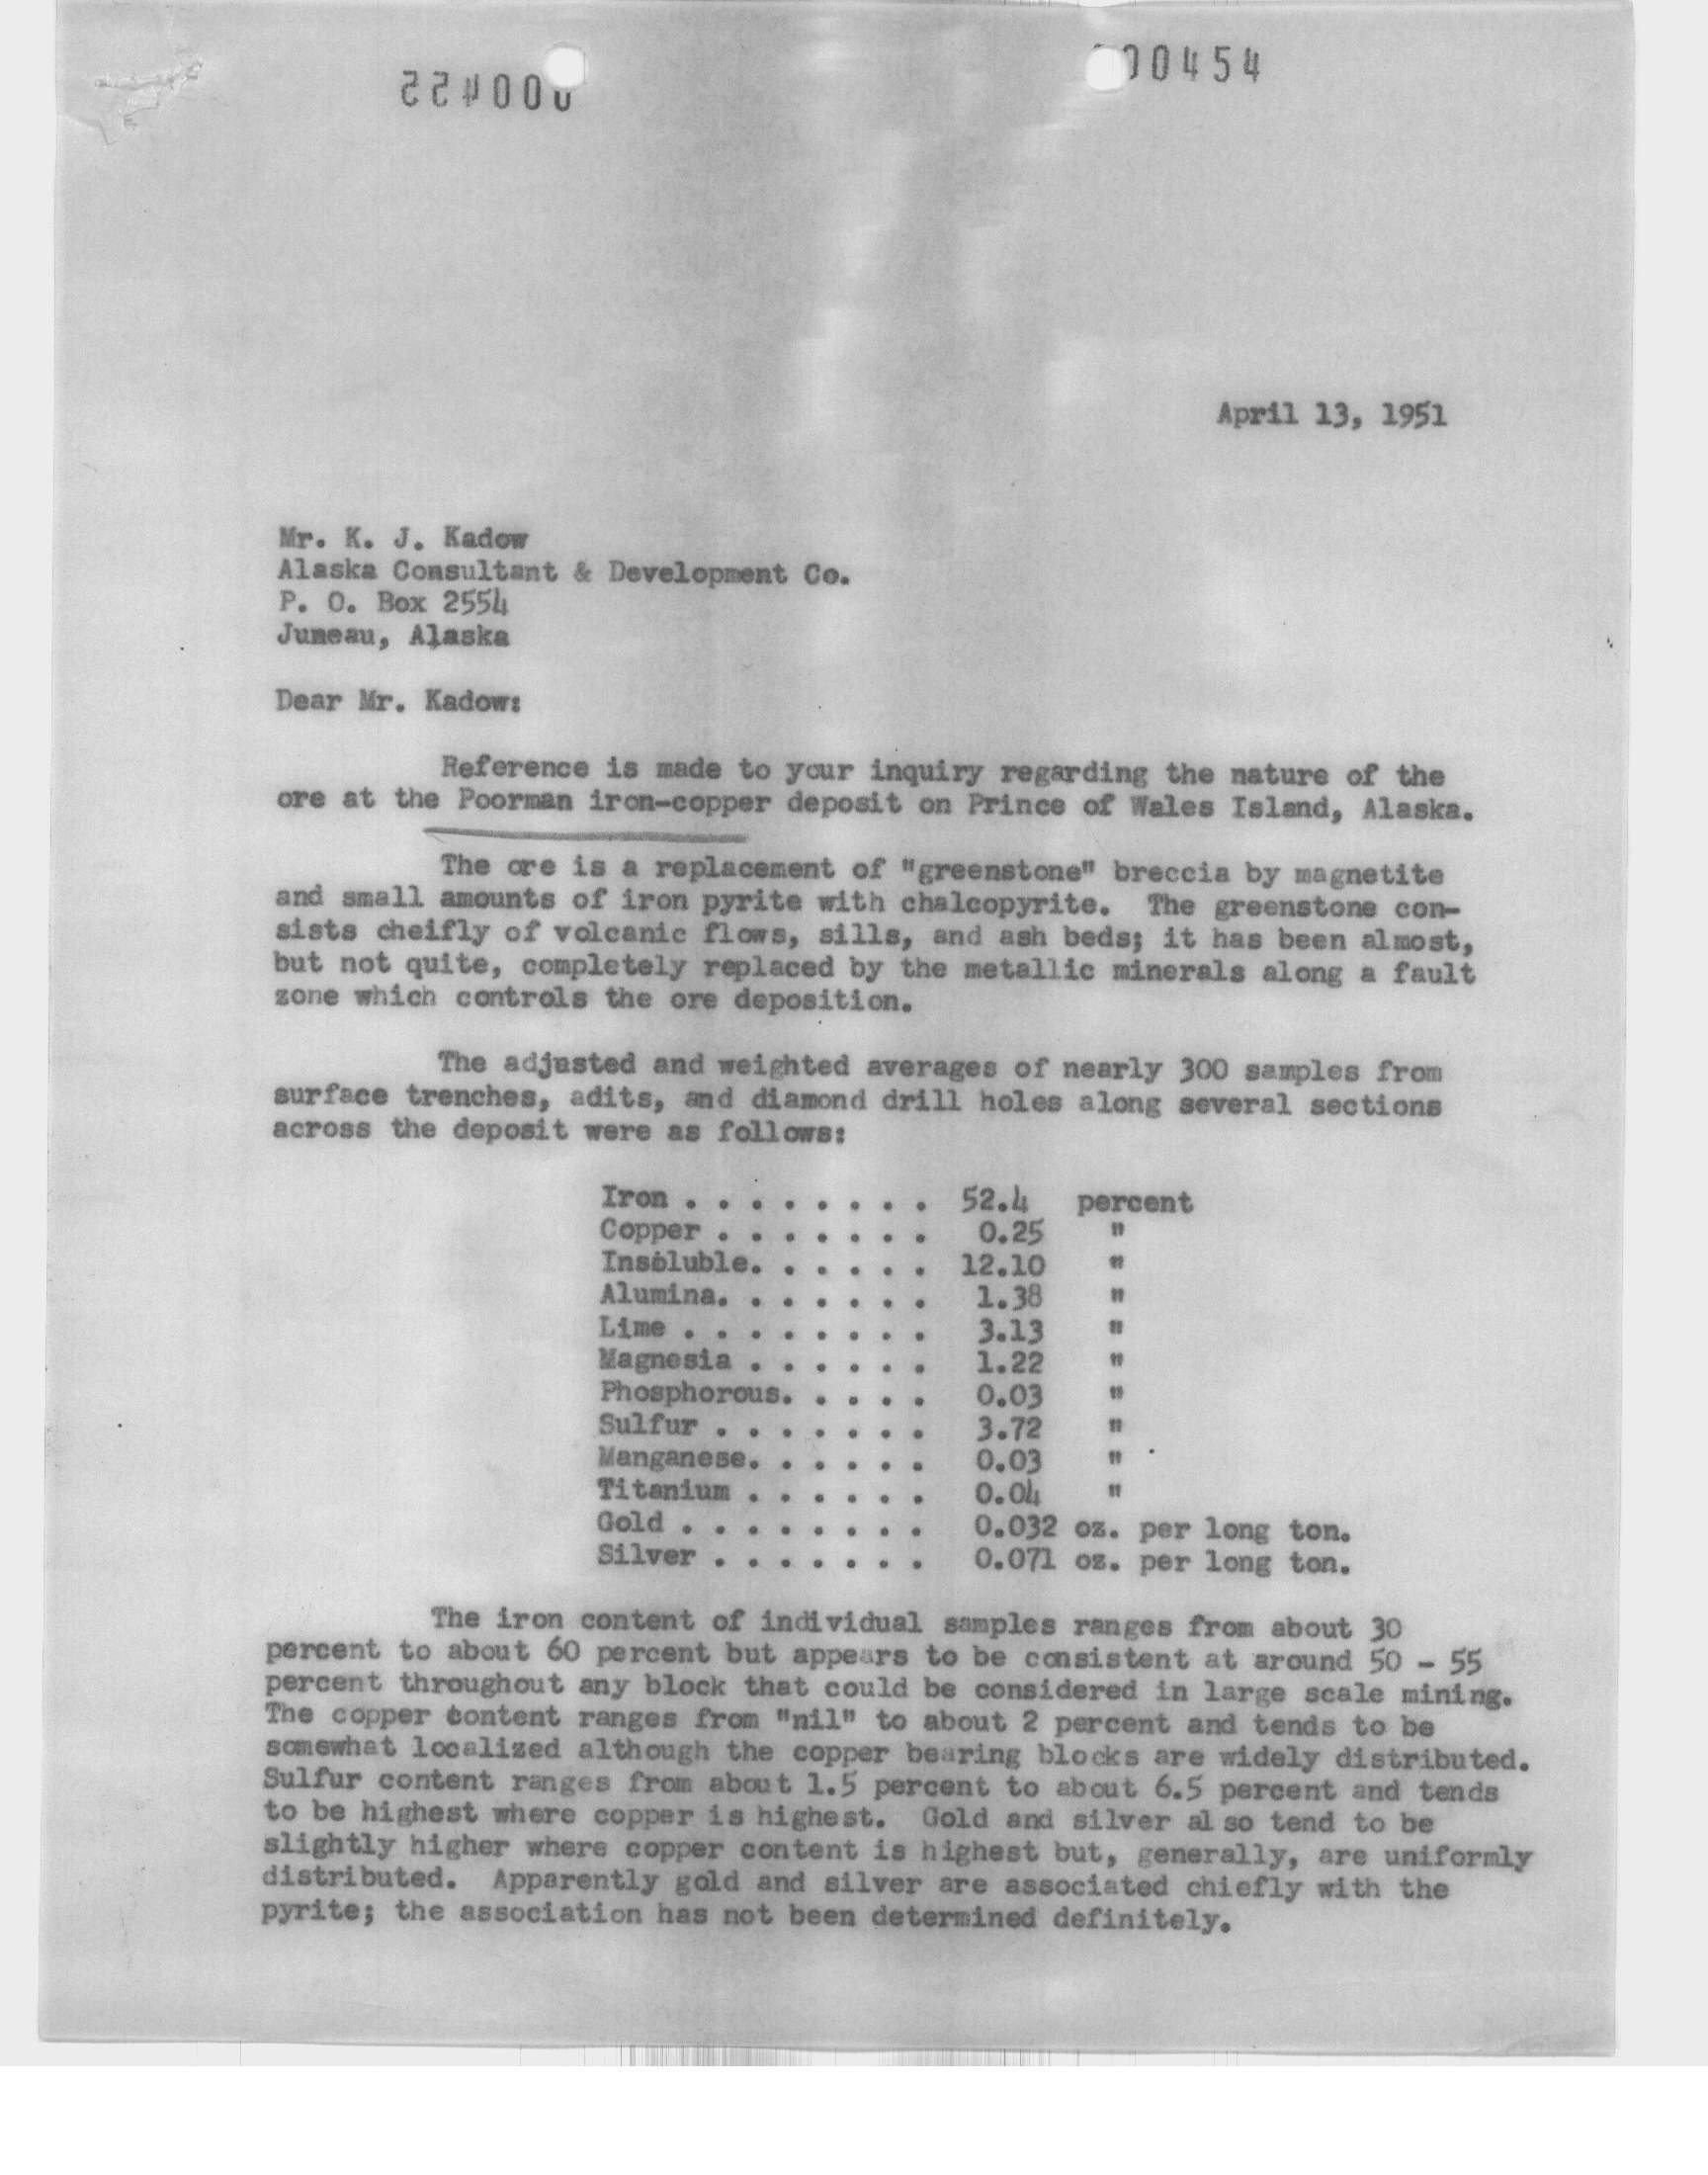 000422
00454
April 13, 1951
Mr. K. J. Kadow
Alaska Consultant & Development Co.
P. O. Box 2554
Juneau, Alaska
Dear Mr. Kadow:
Reference is made to your inquiry regarding the nature of the
ore at the Poorman iron-copper deposit on Prince of Wales Island, Alaska.
The ore is a replacement of "greenstone" breccia by magnetite
and small amounts of iron pyrite with chalcopyrite. The greenstone con-
sists cheifly of volcanic flows, sills, and ash beds; it has been almost,
but not quite, completely replaced by the metallic minerals along a fault
zone which controls the ore deposition.
The adjusted and weighted averages of nearly 300 samples from
surface trenches, adits, and diamond drill holes along several sections
across the deposit were as follows:
Iron . . . . . . . . 52.4 percent
Copper . . . . . . . 0.25 "
Insoluble. . . . . . 12.10 "
Alumina. . . . . . . 1.38 "
Lime . . . . . . . . 3.13 "
Magnesia . . . . . . 1.22 "
Phosphorous. . . . . 0.03 "
Sulfur . . . . . . . 3.72 "
Manganese. . . . . . 0.03 "
Titanium . . . . . . 0.04 "
Gold . . . . . . . . 0.032 oz. per long ton.
Silver . . . . . . . 0.071 oz. per long ton.
The iron content of individual samples ranges from about 30
percent to about 60 percent but appears to be consistent at around 50 - 55
percent throughout any block that could be considered in large scale mining.
The copper content ranges from "nil" to about 2 percent and tends to be
somewhat localized although the copper bearing blocks are widely distributed.
Sulfur content ranges from about 1.5 percent to about 6.5 percent and tends
to be highest where copper is highest. Gold and silver also tend to be
slightly higher where copper content is highest but, generally, are uniformly
distributed. Apparently gold and silver are associated chiefly with the
pyrite; the association has not been determined definitely.